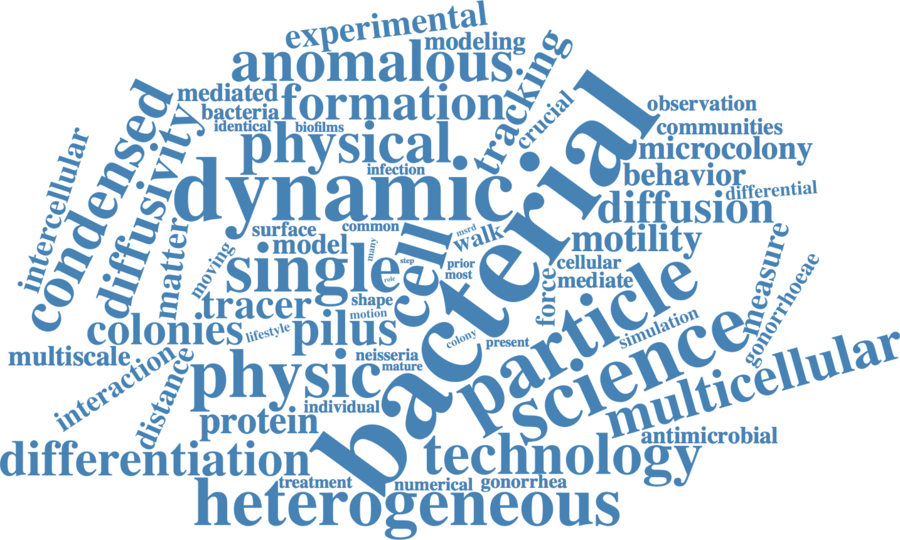 experimental
modeling
anomalous
tracking
mediated
formation
crucial
observation
bacteria
identical
biofilms
communities
physical
microcolony
infection
behavior
differential
intercellular
condensed
diffusivity
dynamic
bacterial
diffusion
matter
surface
common
msrd
walk
motility
model
many
cell
moving
single
step
prior
cellular
measure
role
most
mediate
gonorrhoeae
force
particle
tracer
shape
motion
colonies
lifestyle
pilus
colony
present
simulation
multiscale
neisseria
science
interaction
distance
physic
mature
multicellular
individual
protein
antimicrobial
differentiation
technology
treatment
numerical
gonorrhea
heterogeneous